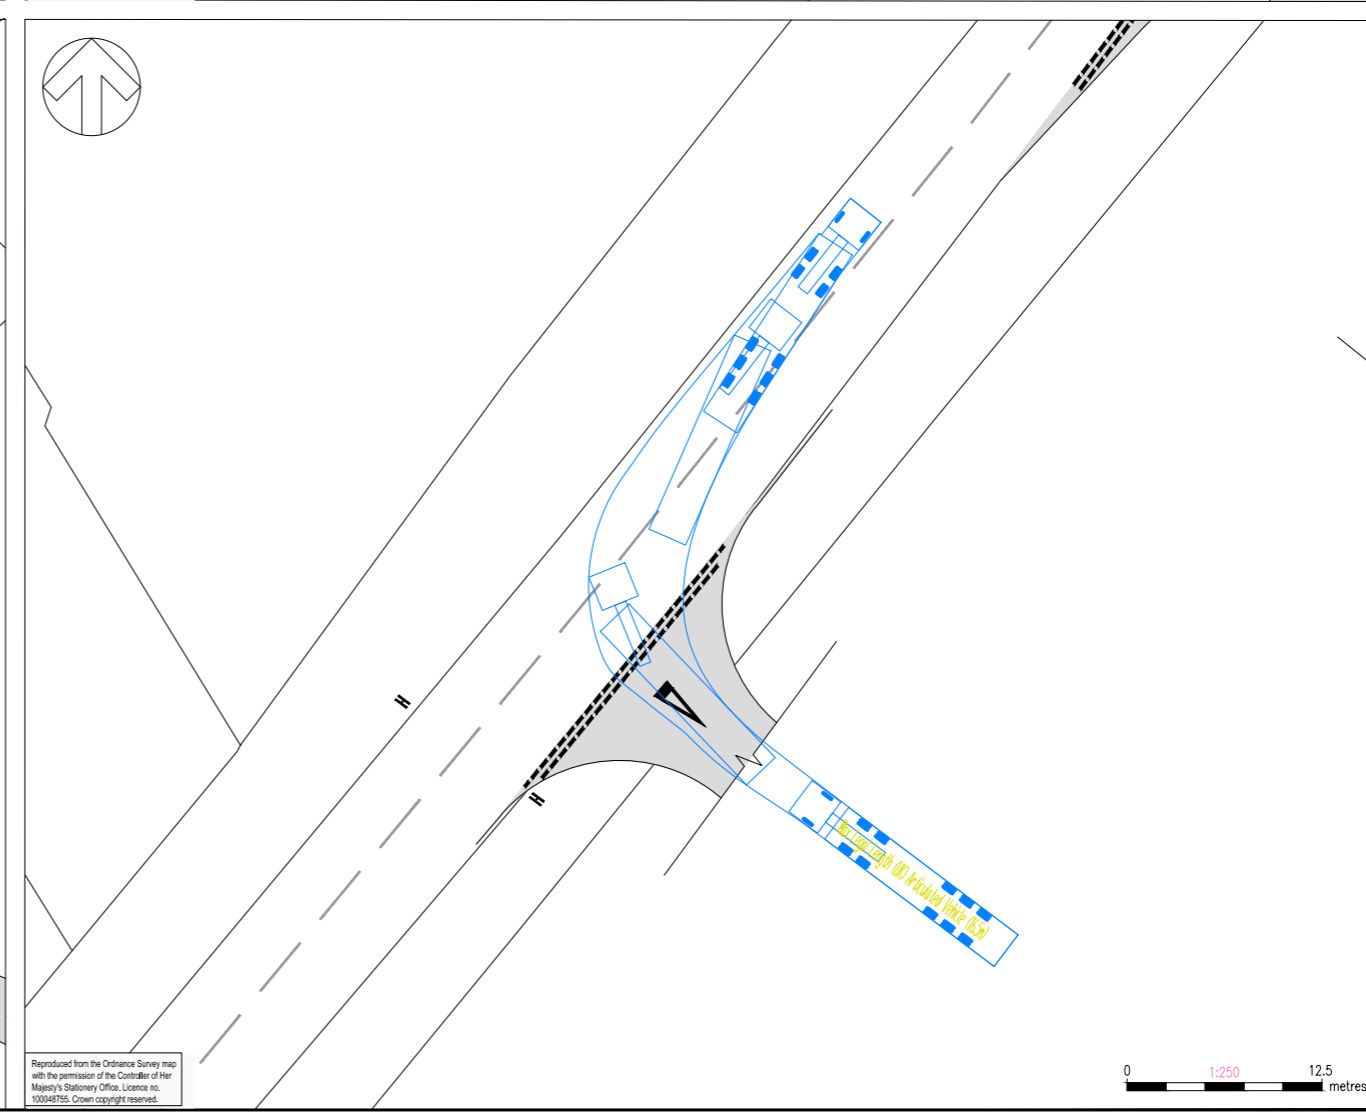 H
H
Max Legal Length (UK) Articulated Vehicle (16.5m)
Reproduced from the Ordnance Survey map
with the permission of the Controller of Her
Majesty's Stationery Office. Licence no.
100048755. Crown copyright reserved.
0 1:250 12.5
metres